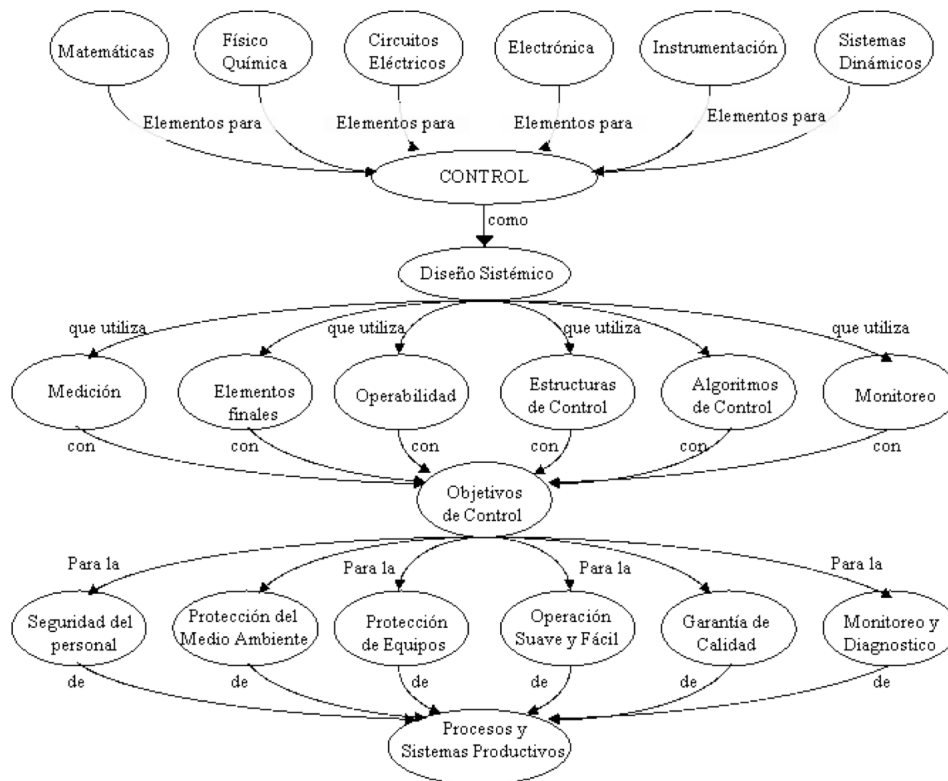 Matemáticas
Físico
Química
Circuitos
Eléctricos
Electrónica
Instrumentación
Sistemas
Dinámicos
Elementos para
Elementos para
Elementos para
Elementos para
CONTROL
como
Diseño Sistémico
que utiliza
que utiliza
que utiliza
que utiliza
Medición
Elementos
finales
Operabilidad
Estructuras
de Control
Algoritmos
de Control
Monitoreo
con
con
con
con
con
con
Objetivos
de Control
Para la
Para la
Para la
Para la
Seguridad del
personal
Protección del
Medio Ambiente
Protección
de Equipos
Operación
Suave y Fácil
Garantía de
Calidad
Monitoreo y
Diagnostico
de
de
de
de
de
de
Procesos y
Sistemas Productivos